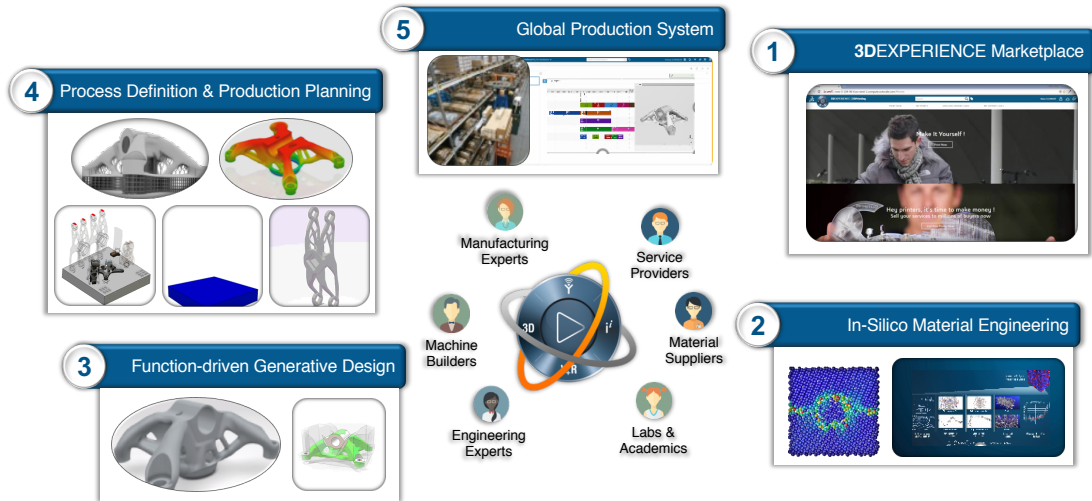 5
Global Production System
1
3DEXPERIENCE Marketplace
Make It Yourself !
Hey printers, it's time to make money !
Sell your services to millions of buyers now
4
Process Definition & Production Planning
Manufacturing
Experts
Service
Providers
3D
i i
V.R
Machine
Builders
Material
Suppliers
Engineering
Experts
Labs &
Academics
2
In-Silico Material Engineering
3
Function-driven Generative Design